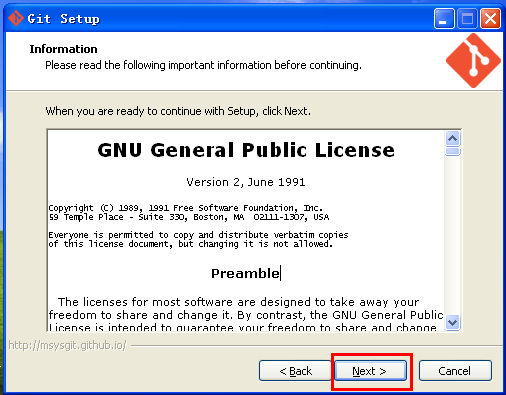 Git Setup
Information
Please read the following important information before continuing.
When you are ready to continue with Setup, click Next.
GNU General Public License
Version 2, June 1991
Copyright (C) 1989, 1991 Free Software Foundation, Inc.
59 Temple Place - Suite 330, Boston, MA  02111-1307, USA
Everyone is permitted to copy and distribute verbatim copies
of this license document, but changing it is not allowed.
Preamble
The licenses for most software are designed to take away your
freedom to share and change it. By contrast, the GNU General Public
License is intended to guarantee your freedom to share and change
http://msysgit.github.io/
< Back
Next >
Cancel